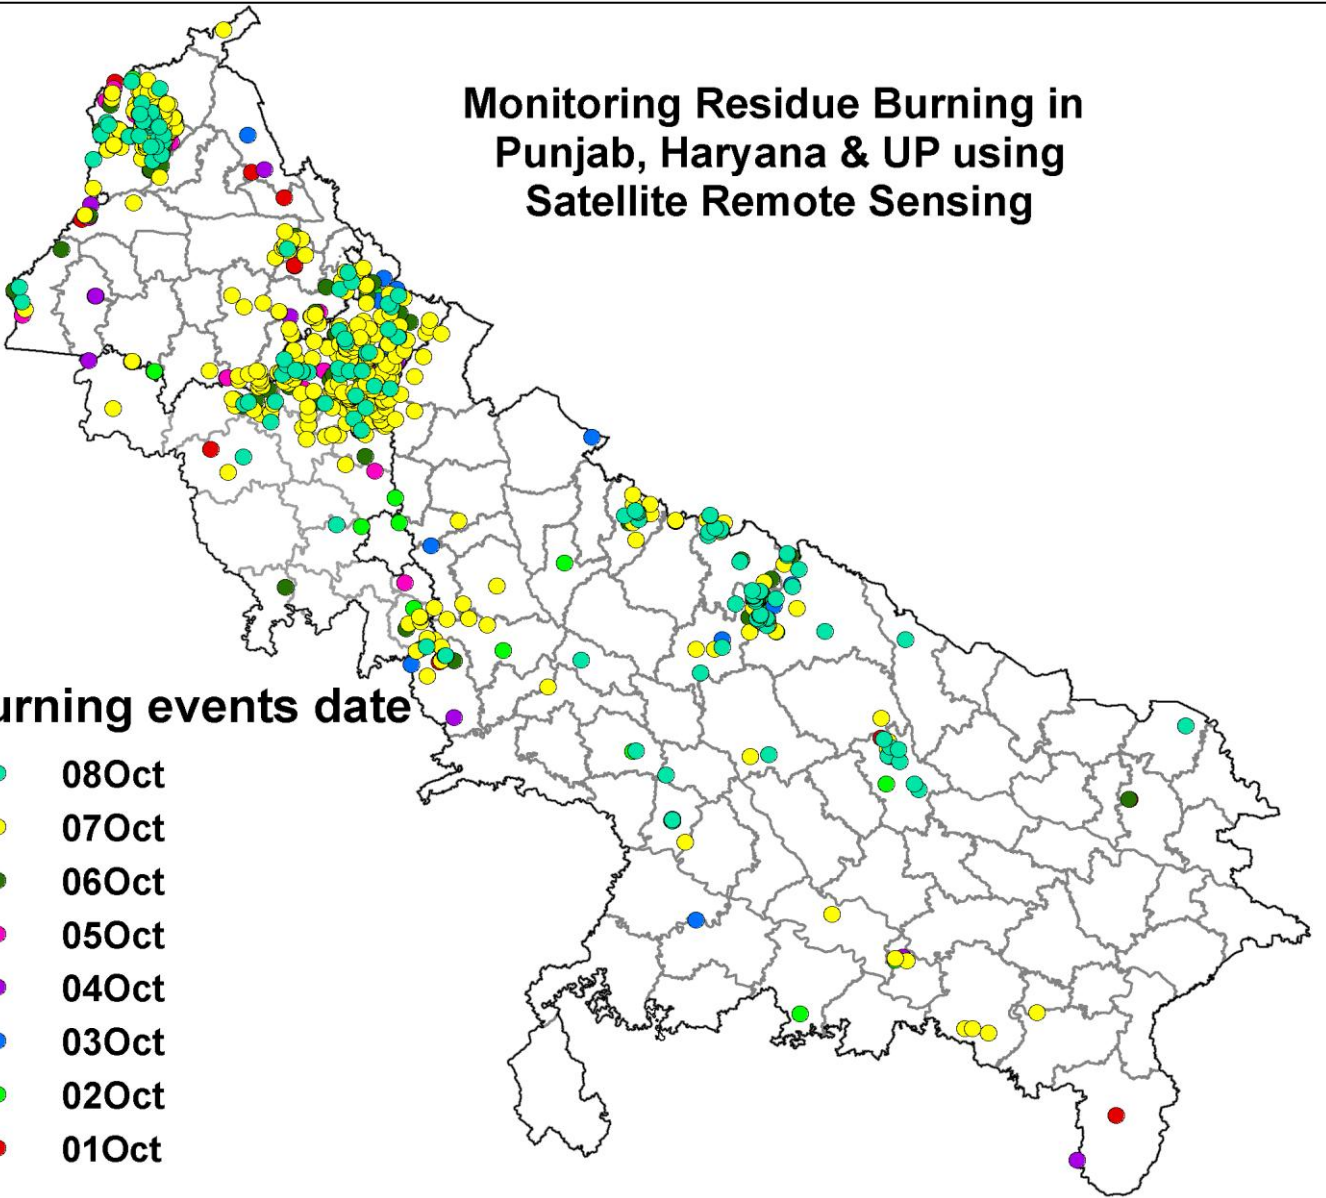 Monitoring Residue Burning in
Punjab, Haryana & UP using
Satellite Remote Sensing
urning events date
08Oct
07Oct
06Oct
05Oct
04Oct
03Oct
02Oct
01Oct